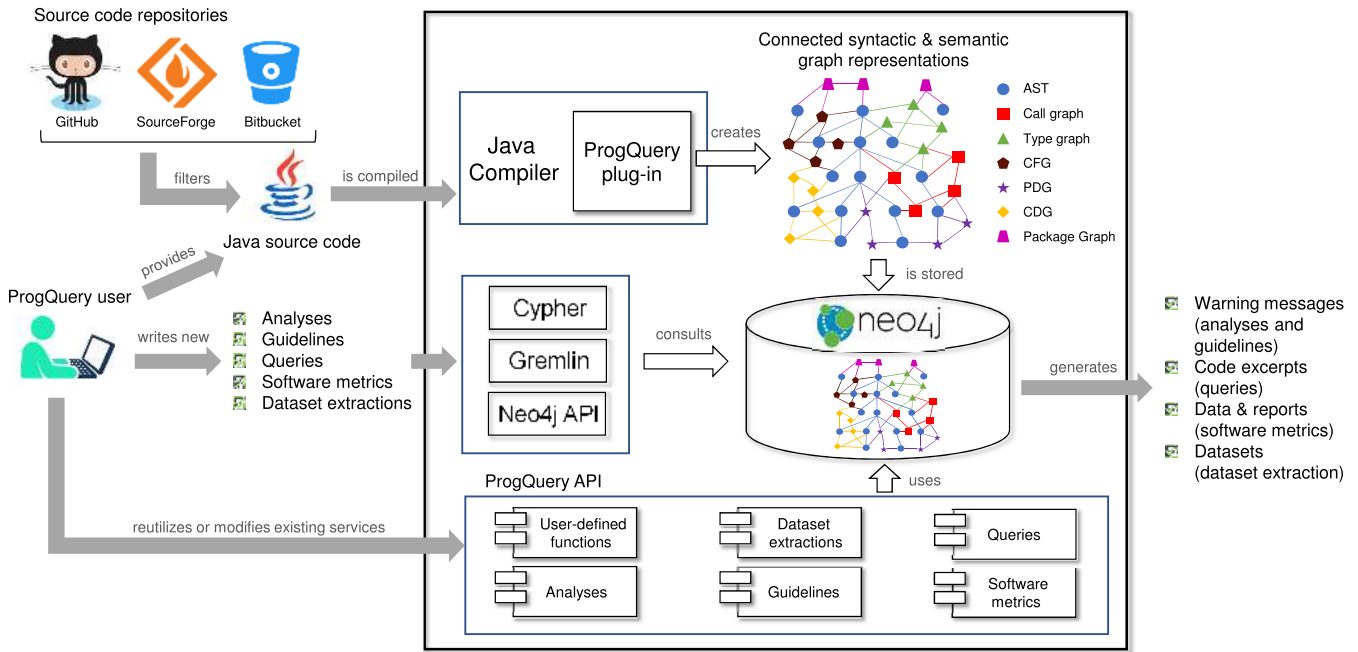 Source code repositories
GitHub
SourceForge
Bitbucket
filters
Java source code
is compiled
provides
ProgQuery user
writes new
Analyses
Guidelines
Queries
Software metrics
Dataset extractions
reutilizes or modifies existing services
Java
Compiler
ProgQuery
plug-in
creates
Connected syntactic & semantic
graph representations
AST
Call graph
Type graph
CFG
PDG
CDG
Package Graph
is stored
Cypher
Gremlin
Neo4j API
consults
neo4j
generates
Warning messages
(analyses and
guidelines)
Code excerpts
(queries)
Data & reports
(software metrics)
Datasets
(dataset extraction)
ProgQuery API
uses
User-defined
functions
Dataset
extractions
Queries
Analyses
Guidelines
Software
metrics